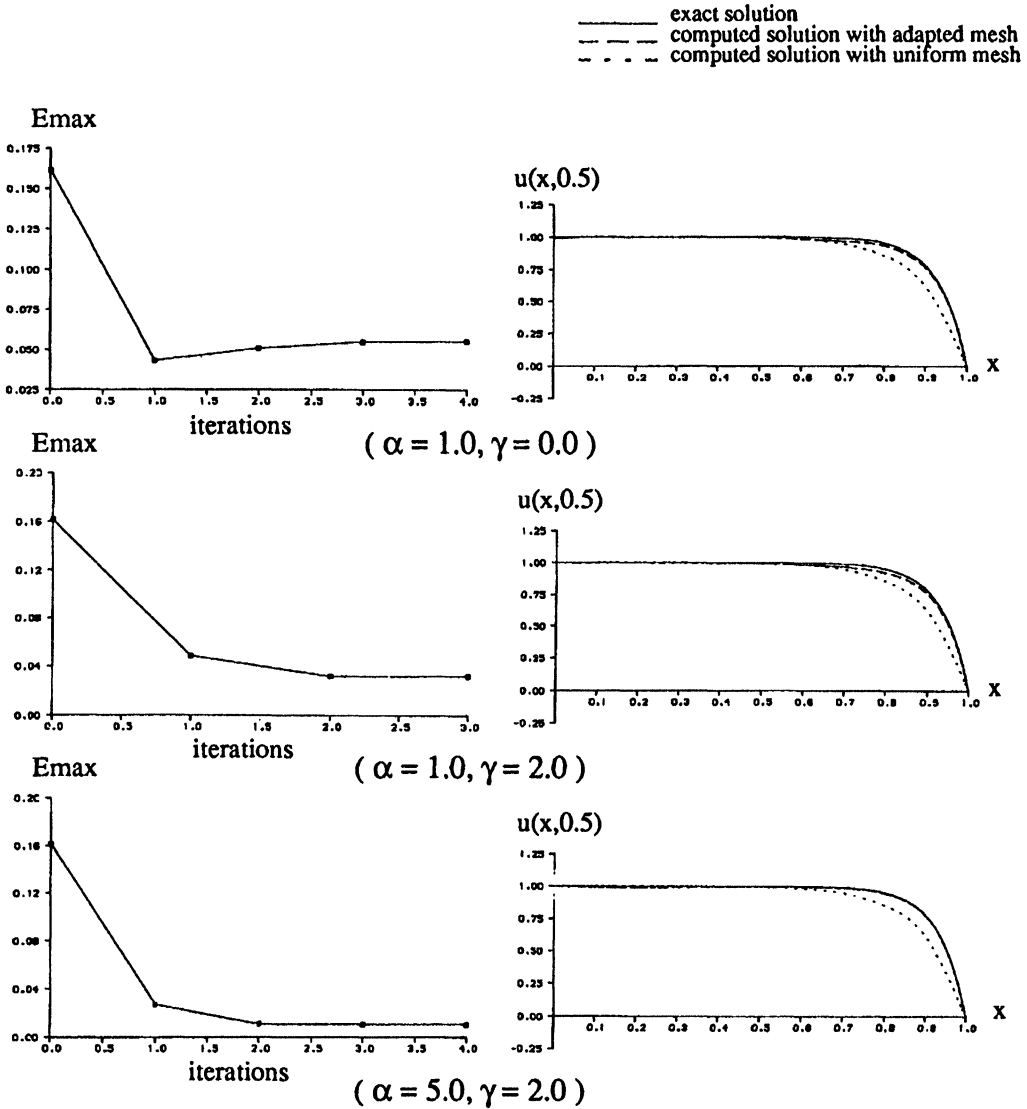 exact solution
computed solution with adapted mesh
computed solution with uniform mesh
Emax
0.175
0.150
0.125
0.100
0.075
0.050
0.025
0.0 0.5 1.0 1.5 2.0 2.5 3.0 3.5 4.0
iterations
u(x,0.5)
1.25
1.00
0.75
0.50
0.25
0.00
-0.25
0.1 0.2 0.3 0.4 0.5 0.6 0.7 0.8 0.9 1.0
x
( α = 1.0, γ = 0.0 )
Emax
0.20
0.16
0.12
0.08
0.04
0.00
0.0 0.5 1.0 1.5 2.0 2.5 3.0
iterations
u(x,0.5)
1.25
1.00
0.75
0.50
0.25
0.00
-0.25
0.1 0.2 0.3 0.4 0.5 0.6 0.7 0.8 0.9 1.0
x
( α = 1.0, γ = 2.0 )
Emax
0.20
0.16
0.12
0.08
0.04
0.00
0.0 0.5 1.0 1.5 2.0 2.5 3.0 3.5 4.0
iterations
u(x,0.5)
1.25
1.00
0.75
0.50
0.25
0.00
-0.25
0.1 0.2 0.3 0.4 0.5 0.6 0.7 0.8 0.9 1.0
x
( α = 5.0, γ = 2.0 )